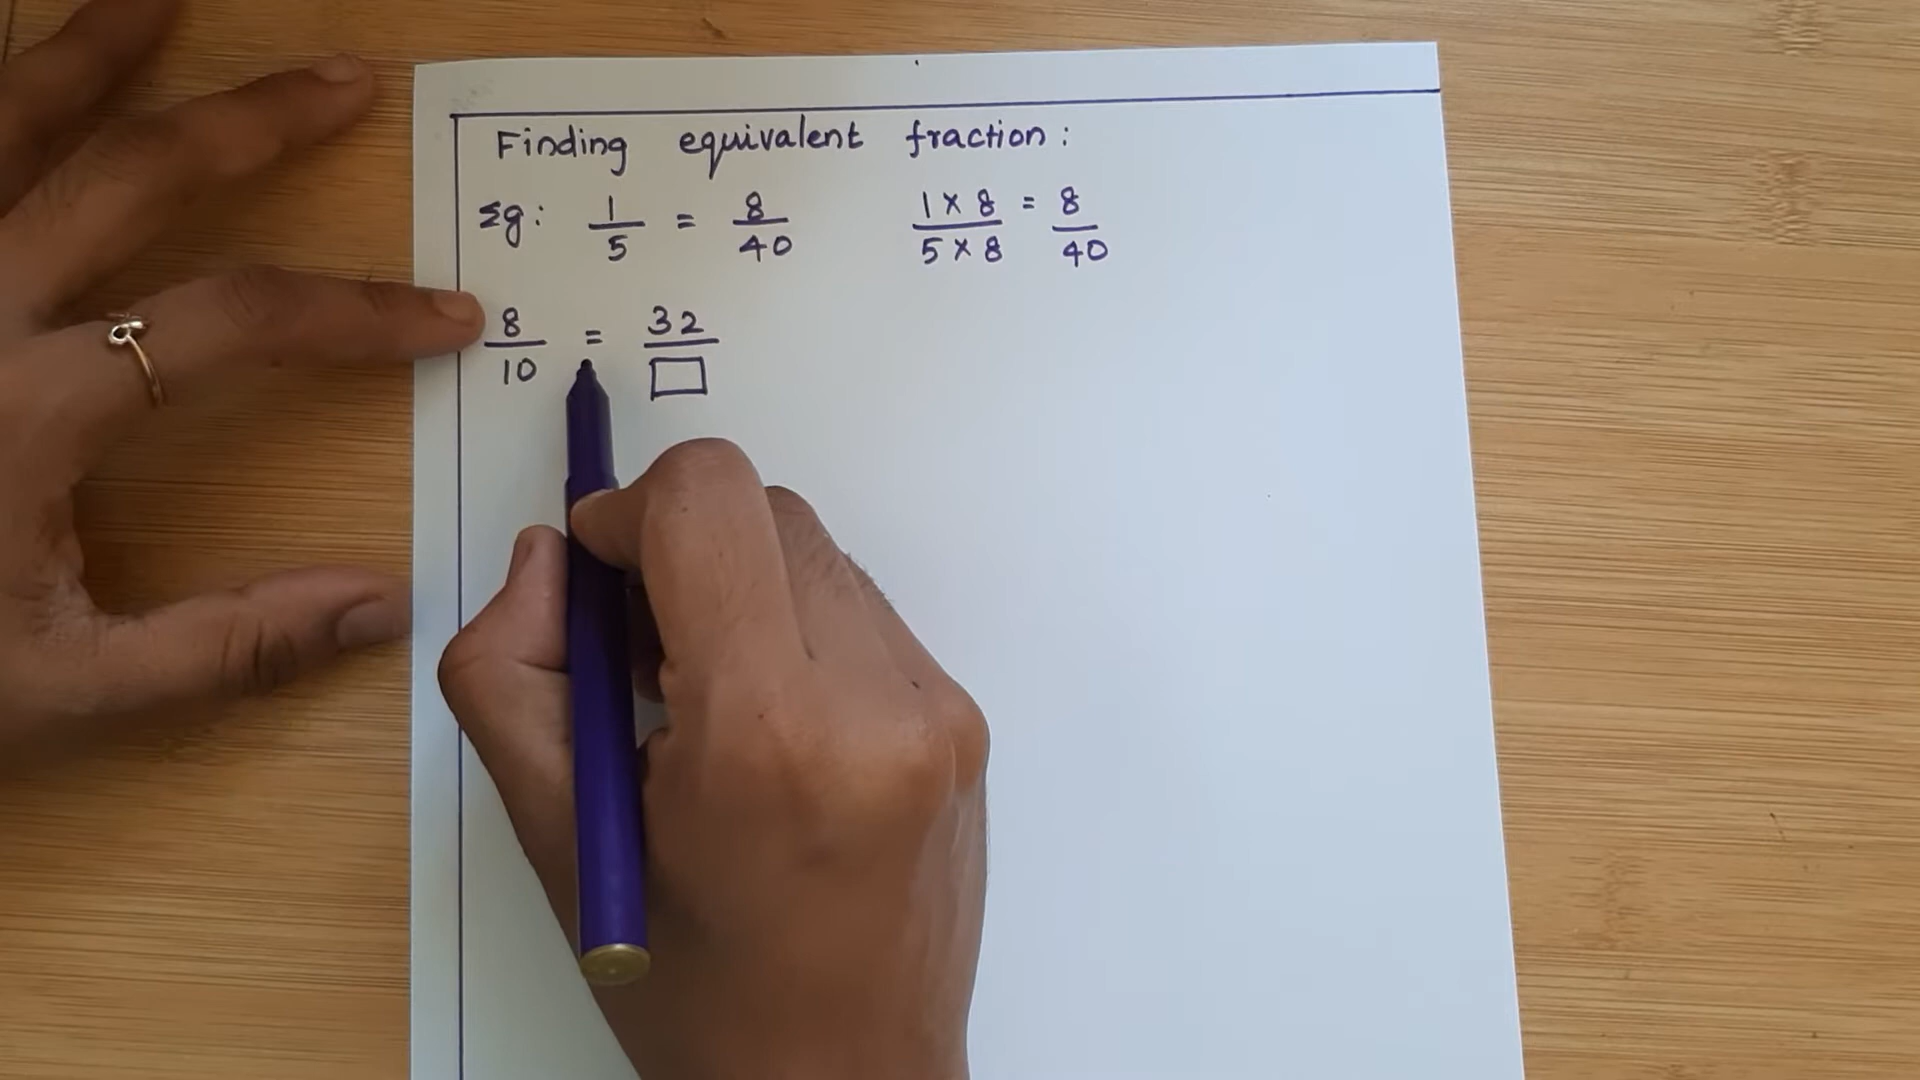 Finding equivalent fraction:
Eg: 1/5 = 8/40 1 × 8 / 5 × 8 = 8/40
8/10 = 32/□